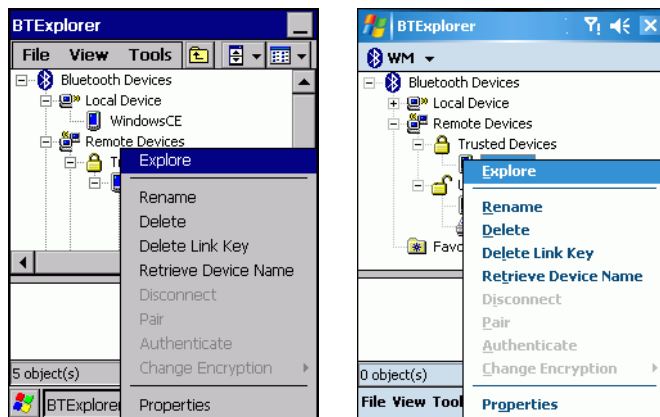 BTExplorer
File View Tools
Bluetooth Devices
Local Device
WindowsCE
Remote Devices
Explore
Rename
Delete
Delete Link Key
Retrieve Device Name
Disconnect
Pair
Authenticate
Change Encryption
5 object(s)
BTExplorer
Properties
BTExplorer
WM
Bluetooth Devices
Local Device
Remote Devices
Trusted Devices
Explore
Rename
Delete
Favo
Delete Link Key
Retrieve Device Name
Disconnect
Pair
Authenticate
Change Encryption
0 object(s)
File View Tool
Properties